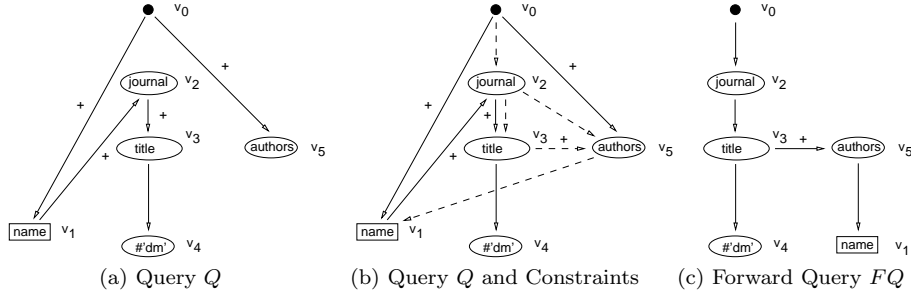 v0
+
+
journal
v2
+
+
title
v3
authors
v5
name
v1
#'dm'
v4
(a) Query Q
v0
+
+
journal
v2
+
+
title
v3
+
authors
v5
name
v1
#'dm'
v4
(b) Query Q and Constraints
v0
journal
v2
title
v3
+
authors
v5
#'dm'
v4
name
v1
(c) Forward Query FQ